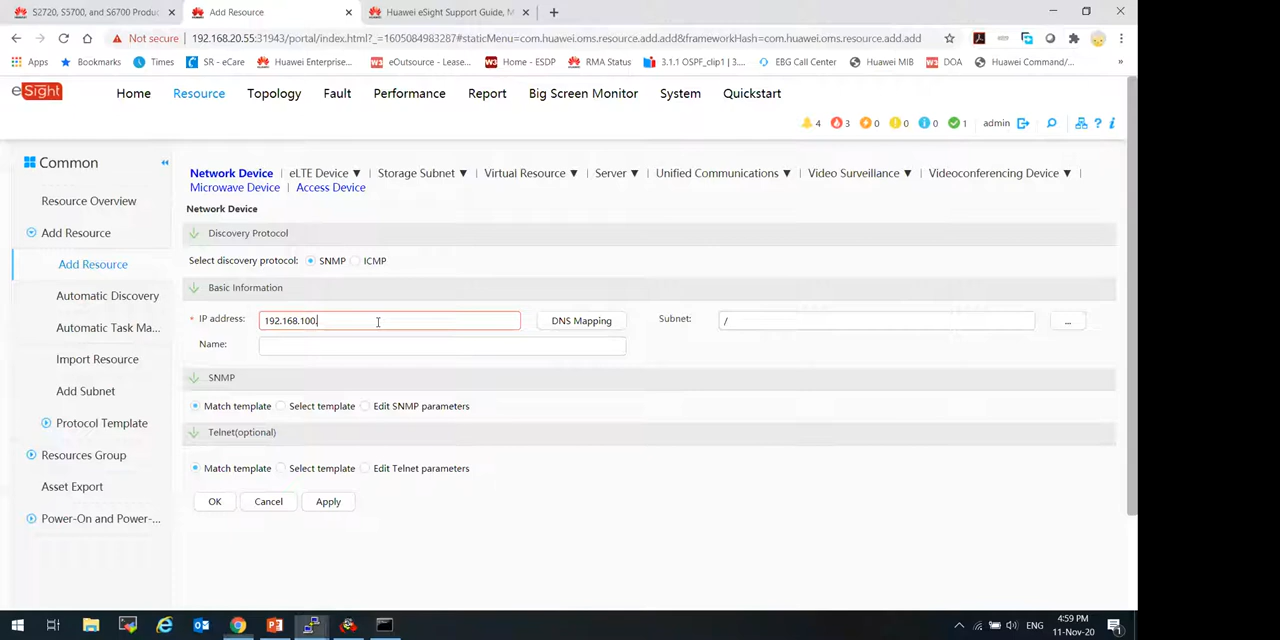 S2720, S5700, and S6700 Produc
Add Resource
Huawei eSight Support Guide, M
Not secure
192.168.20.55:31943/portal/index.html?_=1605084983287#staticMenu=com.huawei.oms.resource.add.add&frameworkHash=com.huawei.oms.resource.add.add
Apps
Bookmarks
Times
SR - eCare
Huawei Enterprise...
eOutsource - Lease...
Home - ESDP
RMA Status
3.1.1 OSPF_clip1 | 3....
EBG Call Center
Huawei MIB
DOA
Huawei Command/...
»
eSight
Home
Resource
Topology
Fault
Performance
Report
Big Screen Monitor
System
Quickstart
4
3
0
0
0
1
admin
Common
Resource Overview
Add Resource
Add Resource
Automatic Discovery
Automatic Task Ma...
Import Resource
Add Subnet
Protocol Template
Resources Group
Asset Export
Power-On and Power-...
Network Device | eLTE Device ▼ | Storage Subnet ▼ | Virtual Resource ▼ | Server ▼ | Unified Communications ▼ | Video Surveillance ▼ | Videoconferencing Device ▼ |
Microwave Device | Access Device
Network Device
Discovery Protocol
Select discovery protocol: SNMP ICMP
Basic Information
* IP address: 192.168.100. DNS Mapping Subnet: / ...
Name:
SNMP
Match template Select template Edit SNMP parameters
Telnet(optional)
Match template Select template Edit Telnet parameters
OK Cancel Apply
ENG
4:59 PM
11-Nov-20
1